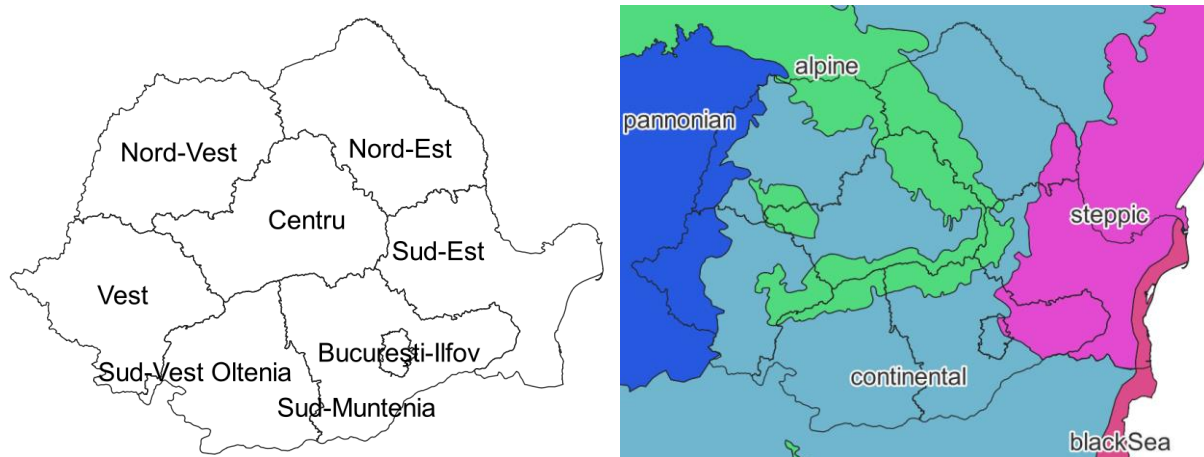 Nord-Vest
Nord-Est
Centru
Sud-Est
Vest
București-Ilfov
Sud-Vest Oltenia
Sud-Muntenia
alpine
pannonian
steppic
continental
blackSea